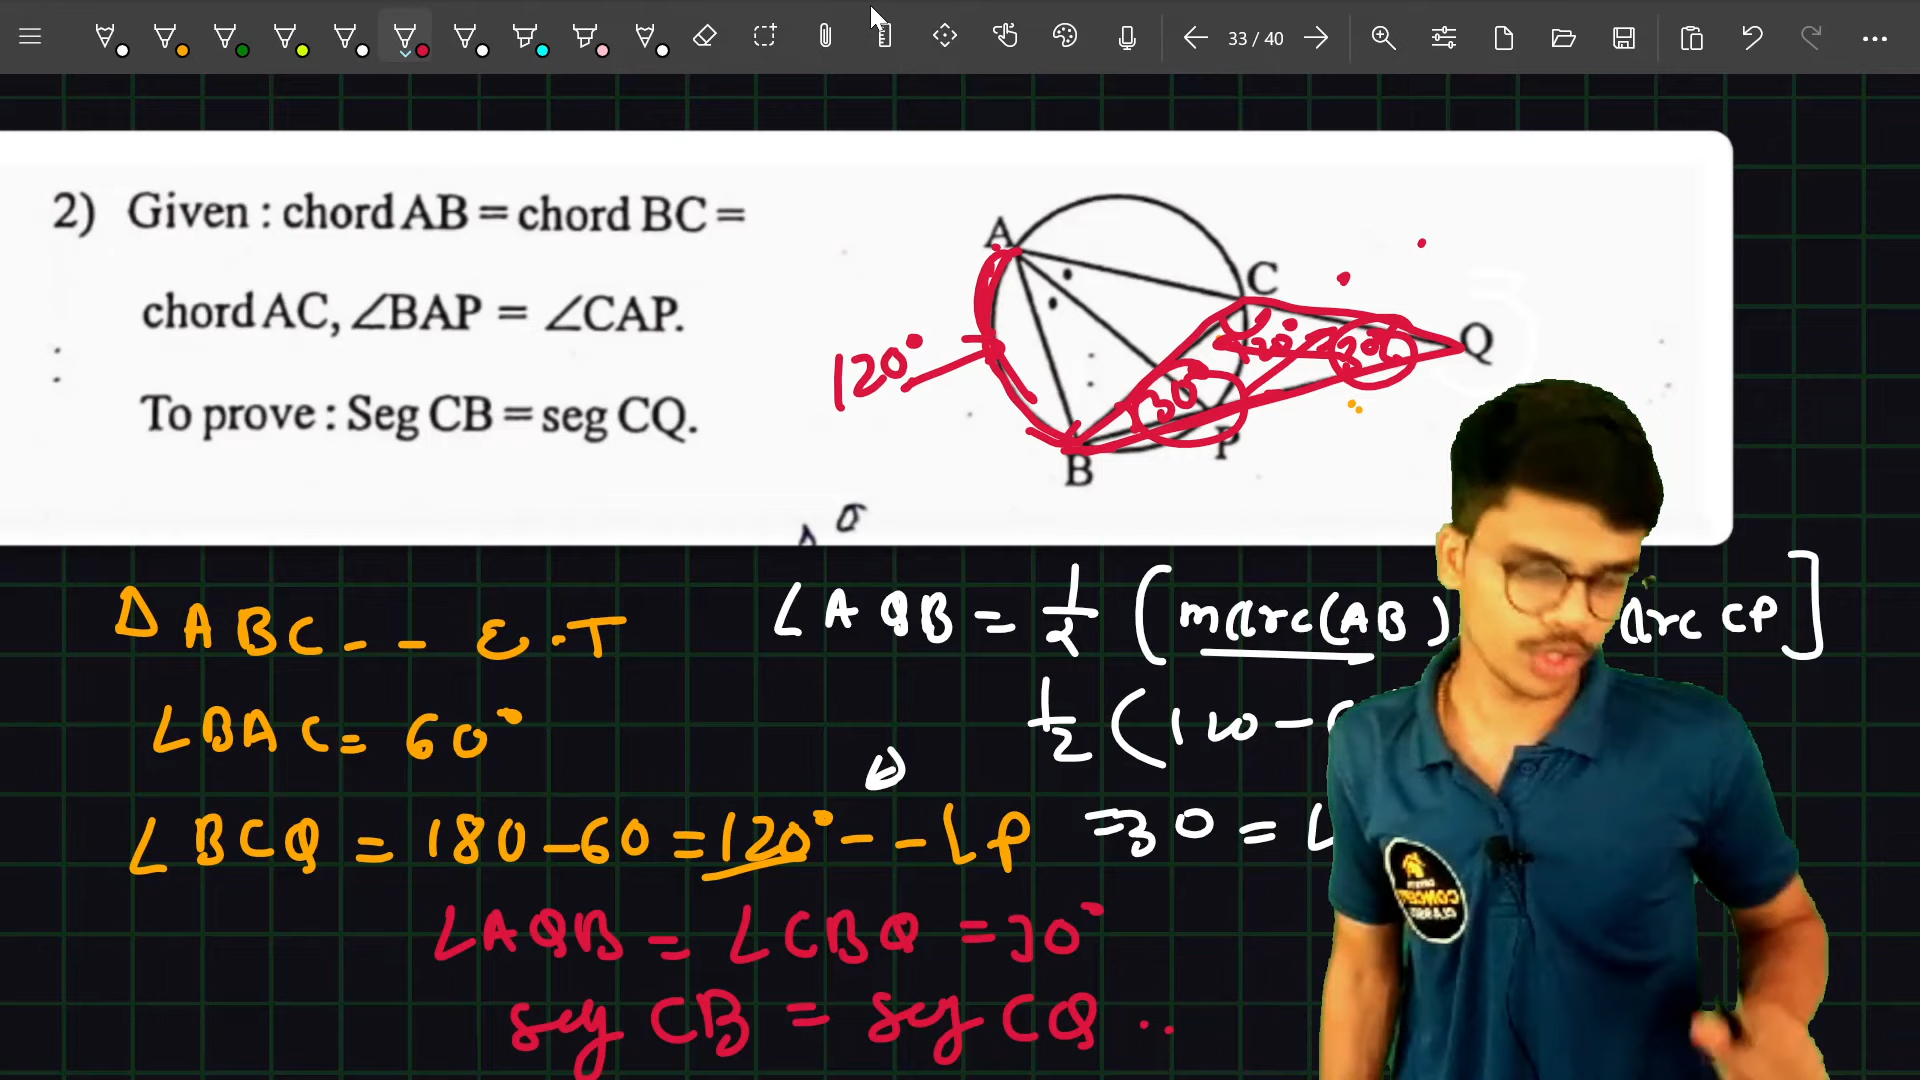 33 / 40
2) Given : chord AB = chord BC =
chord AC, ∠BAP = ∠CAP.
To prove : Seg CB = seg CQ.
A
C
Q
P
B
120°
30°
Δ ABC - - E.T
∠BAC = 60°
∠BCQ = 180 - 60 = 120° - - LP
∠AQB = 1/2 (m arc(AB) arc CP]
1/2 (120 -
= 30 = ∠
∠AQB = ∠CBQ = 30°
seg CB = seg CQ ..
CONCEPT